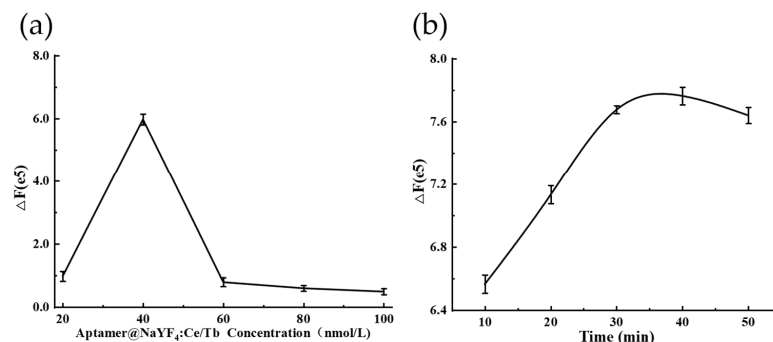 (a)
8.0
6.0
4.0
2.0
0.0
△F(e5)
20 40 60 80 100
Aptamer@NaYF₄:Ce/Tb Concentration（nmol/L）
(b)
8.0
7.6
7.2
6.8
6.4
△F(e5)
10 20 30 40 50
Time (min)